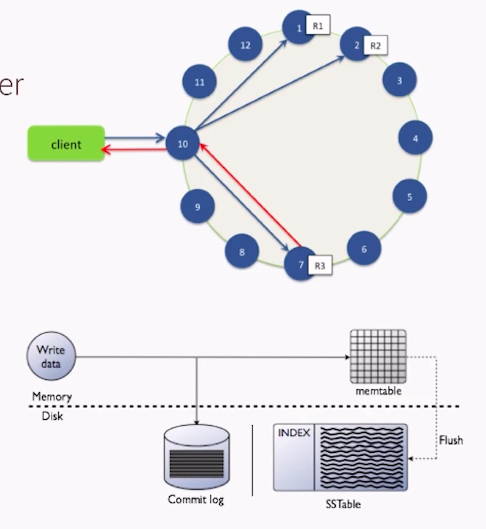 er
1
R1
2
R2
3
4
5
6
7
R3
8
9
10
11
12
client
Write
data
Memory
Disk
memtable
Flush
Commit log
INDEX
SSTable